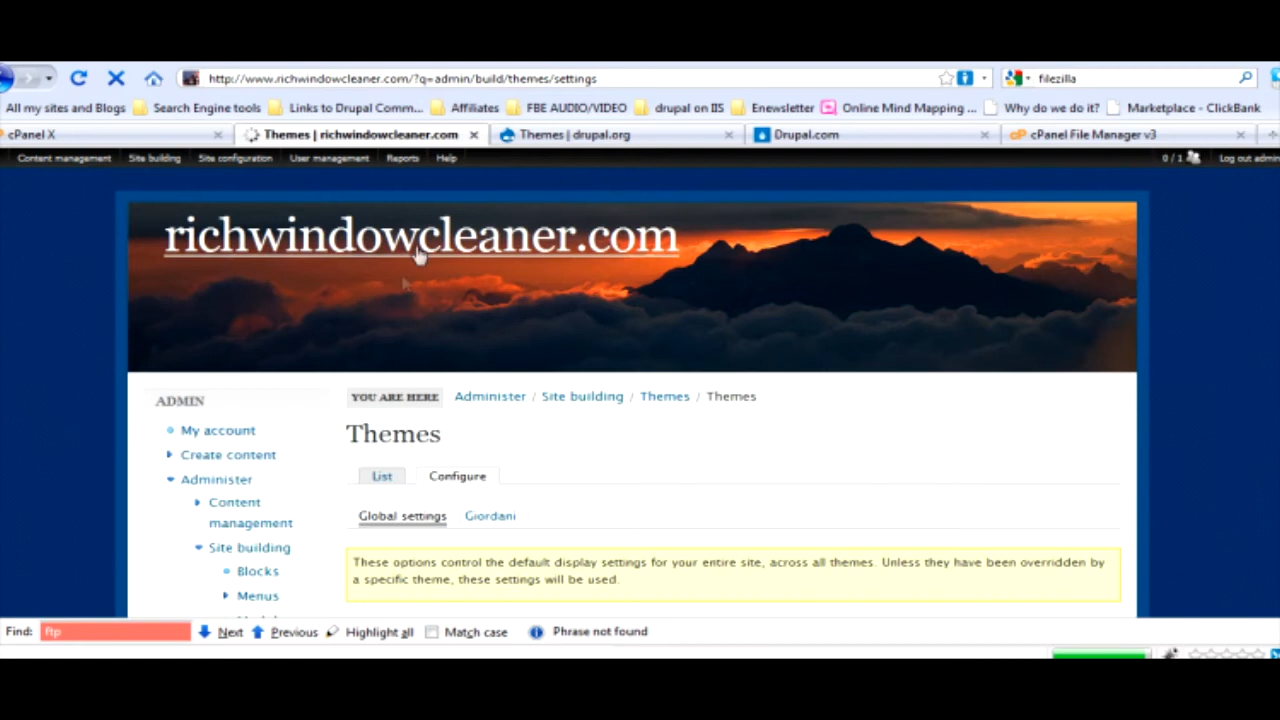 http://www.richwindowcleaner.com/?q=admin/build/themes/settings
filezilla
All my sites and Blogs Search Engine tools Links to Drupal Comm... Affiliates FBE AUDIO/VIDEO drupal on IIS Enewsletter Online Mind Mapping ... Why do we do it? Marketplace - ClickBank
cPanel X Themes | richwindowcleaner.com Themes | drupal.org Drupal.com cPanel File Manager v3
Content management Site building Site configuration User management Reports Help 0 / 1 Log out admin
richwindowcleaner.com
ADMIN
My account
Create content
Administer
Content
management
Site building
Blocks
Menus
YOU ARE HERE Administer / Site building / Themes / Themes
Themes
List Configure
Global settings Giordani
These options control the default display settings for your entire site, across all themes. Unless they have been overridden by
a specific theme, these settings will be used.
Find: ftp Next Previous Highlight all Match case Phrase not found